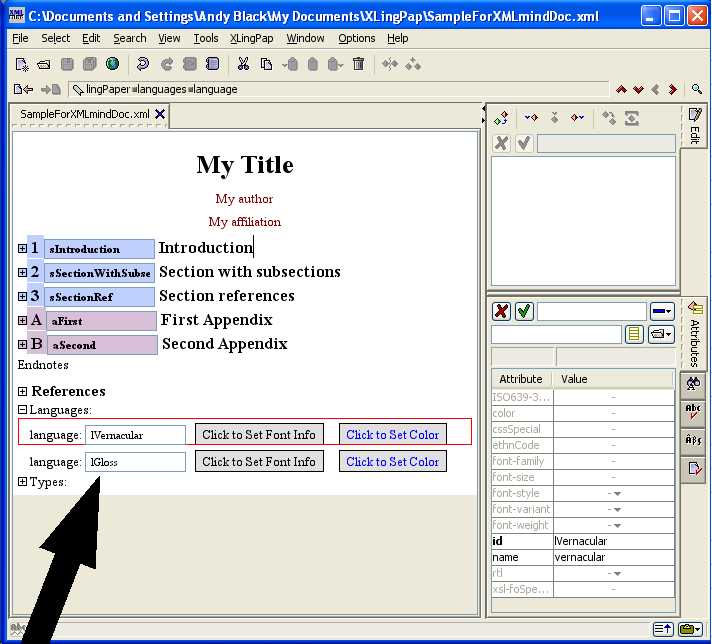 C:\Documents and Settings\Andy Black\My Documents\XLingPap\SampleForXMLmindDoc.xml
File Select Edit Search View Tools XLingPap Window Options Help
lingPaper languages language
SampleForXMLmindDoc.xml
Edit
My Title
My author
My affiliation
1 sIntroduction Introduction
2 sSectionWithSubse Section with subsections
3 sSectionRef Section references
A aFirst First Appendix
B aSecond Second Appendix
Endnotes
References
Languages:
language: lVernacular Click to Set Font Info Click to Set Color
language: lGloss Click to Set Font Info Click to Set Color
Types:
Attributes
Attribute Value
ISO639-3... -
color -
cssSpecial -
ethnCode -
font-family -
font-size -
font-style -
font-variant -
font-weight -
id lVernacular
name vernacular
rtl -
xsl-foSpe... -
Abc